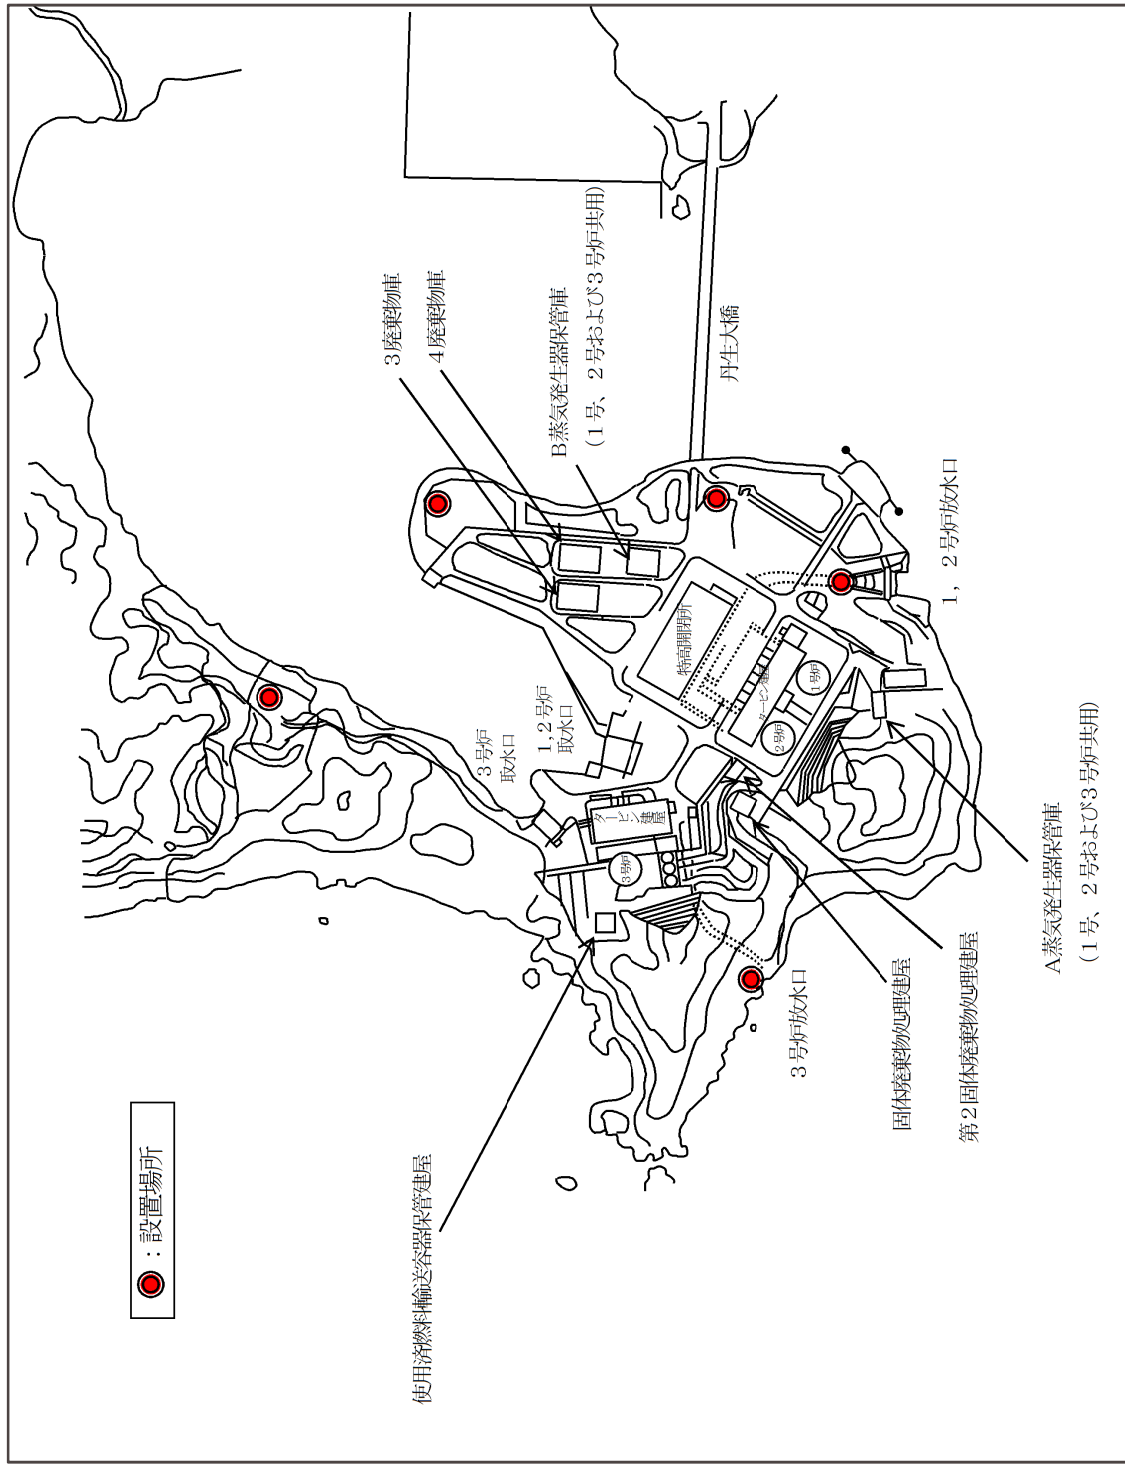 ：設置場所
使用済燃料輸送容器保管建屋
3廃棄物庫
4廃棄物庫
B蒸気発生器保管庫
(1号、2号および3号炉共用)
丹生大橋
3号炉
取水口
1,2号炉
取水口
特高開閉所
タービン建屋
1号炉
2号炉
タービン建屋
3号炉
1，2号炉放水口
3号炉放水口
固体廃棄物処理建屋
第2固体廃棄物処理建屋
A蒸気発生器保管庫
(1号、2号および3号炉共用)